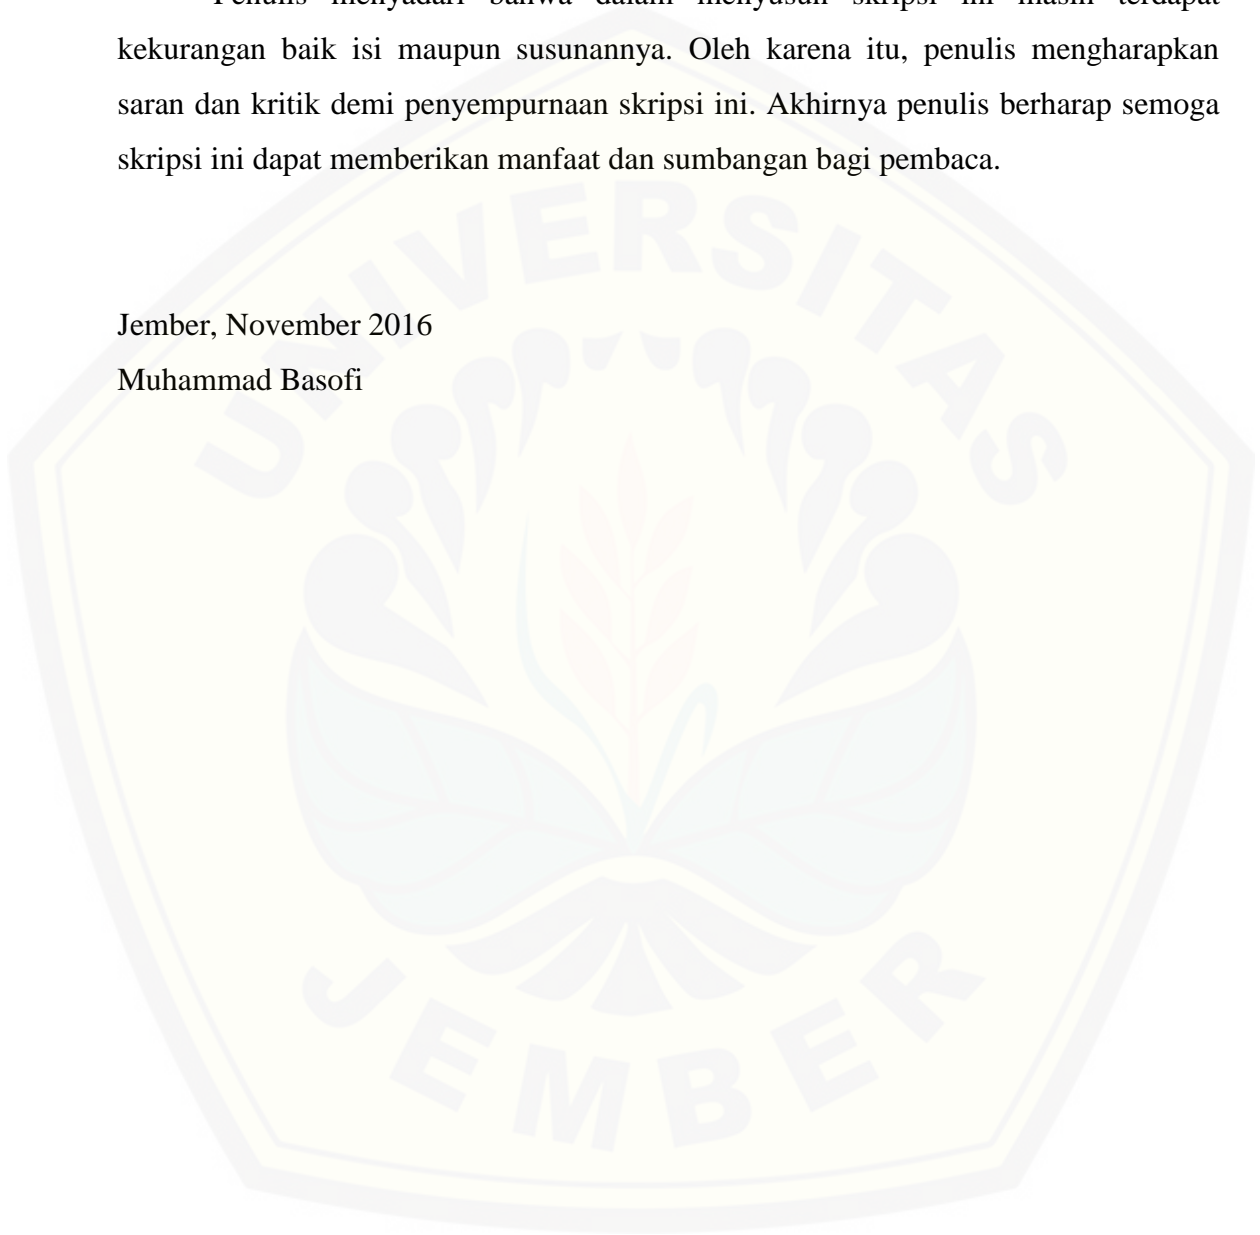 Penulis menyadari bahwa dalam menyusun skripsi ini masih terdapat
kekurangan baik isi maupun susunannya. Oleh karena itu, penulis mengharapkan
saran dan kritik demi penyempurnaan skripsi ini. Akhirnya penulis berharap semoga
skripsi ini dapat memberikan manfaat dan sumbangan bagi pembaca.
UNIVERSITAS
Jember, November 2016
Muhammad Basofi
JEMBER